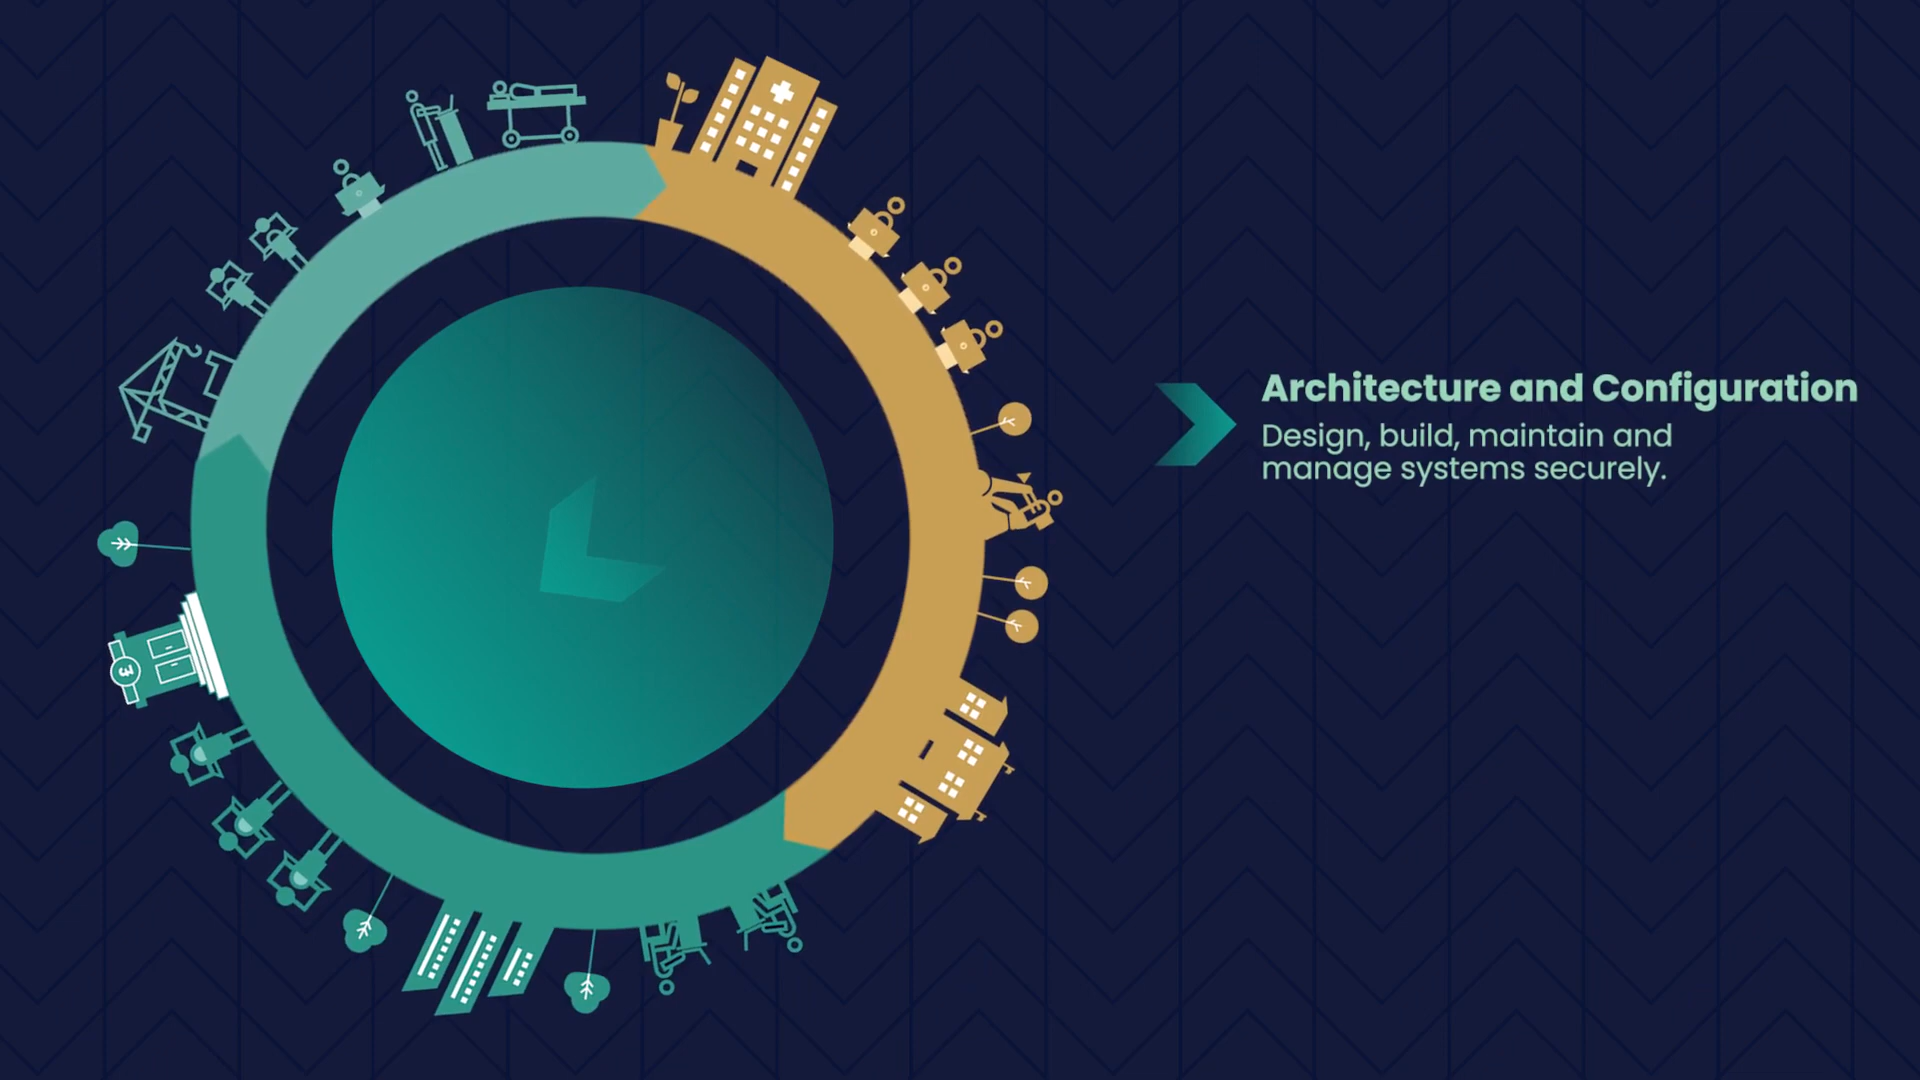 Architecture and Configuration
Design, build, maintain and
manage systems securely.